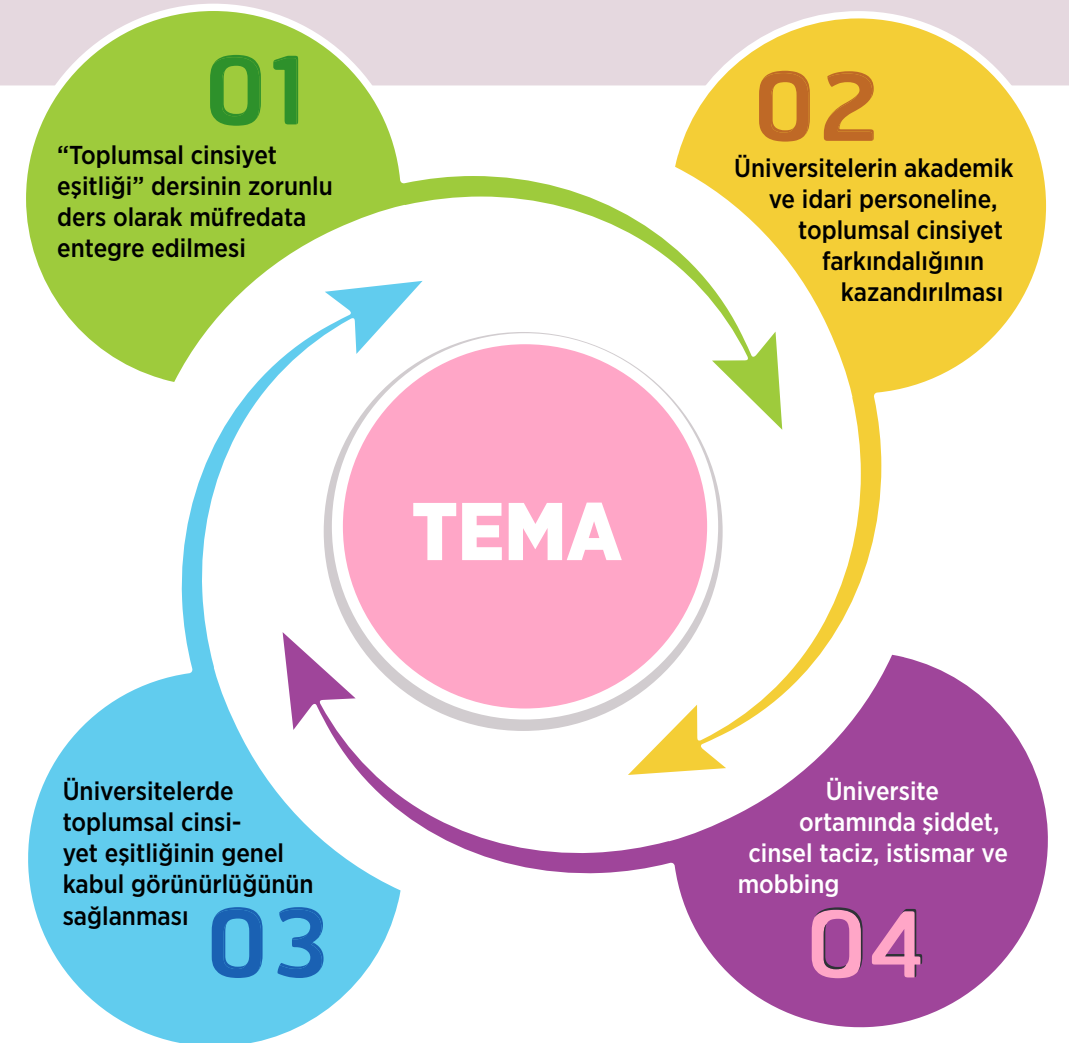 01
“Toplumsal cinsiyet
eşitliği” dersinin zorunlu
ders olarak müfredata
entegre edilmesi
02
Üniversitelerin akademik
ve idari personeline,
toplumsal cinsiyet
farkındalığının
kazandırılması
TEMA
Üniversitelerde
toplumsal cinsi-
yet eşitliğinin genel
kabul görünürlüğünün
sağlanması
03
Üniversite
ortamında şiddet,
cinsel taciz, istismar ve
mobbing
04